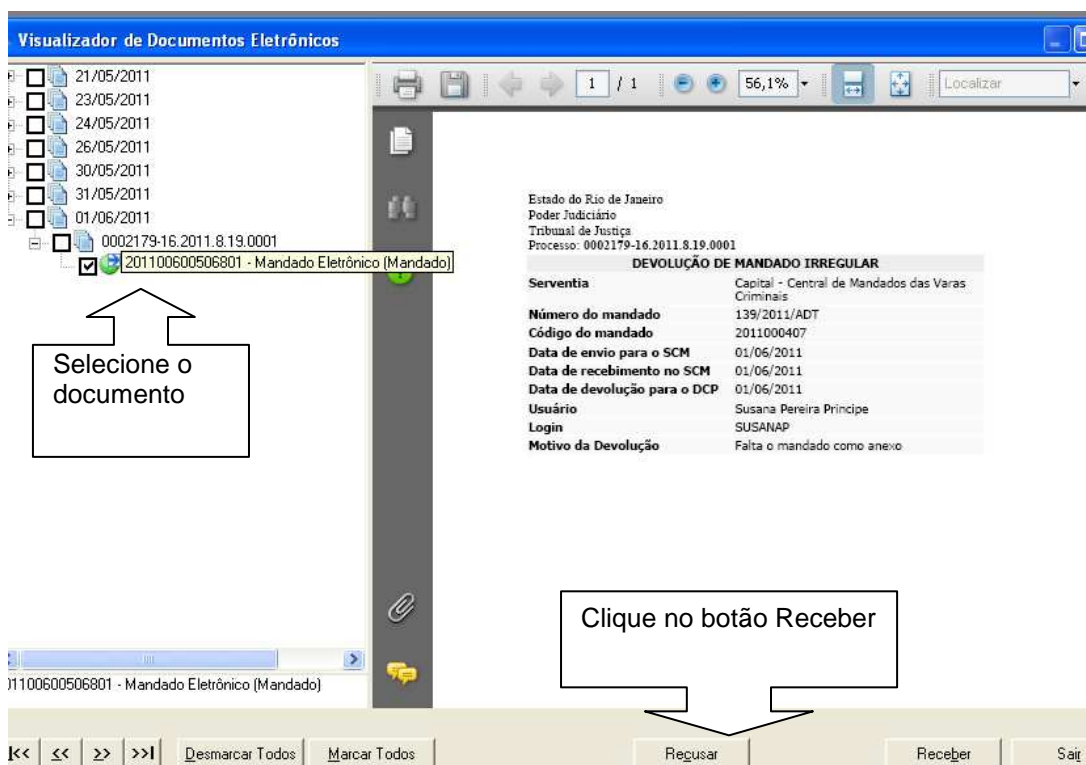 Visualizador de Documentos Eletrônicos
21/05/2011
23/05/2011
24/05/2011
26/05/2011
30/05/2011
31/05/2011
01/06/2011
0002179-16.2011.8.19.0001
201100600506801 - Mandado Eletrônico (Mandado)
Selecione o
documento
1 / 1
56,1%
Localizar
Estado do Rio de Janeiro
Poder Judiciário
Tribunal de Justiça
Processo: 0002179-16.2011.8.19.0001
DEVOLUÇÃO DE MANDADO IRREGULAR
Serventia Capital - Central de Mandados das Varas
Criminais
Número do mandado 139/2011/ADT
Código do mandado 2011000407
Data de envio para o SCM 01/06/2011
Data de recebimento no SCM 01/06/2011
Data de devolução para o DCP 01/06/2011
Usuário Susana Pereira Principe
Login SUSANAP
Motivo da Devolução Falta o mandado como anexo
Clique no botão Receber
01100600506801 - Mandado Eletrônico (Mandado)
|<< << >> >>| Desmarcar Todos Marcar Todos Recusar Receber Sair